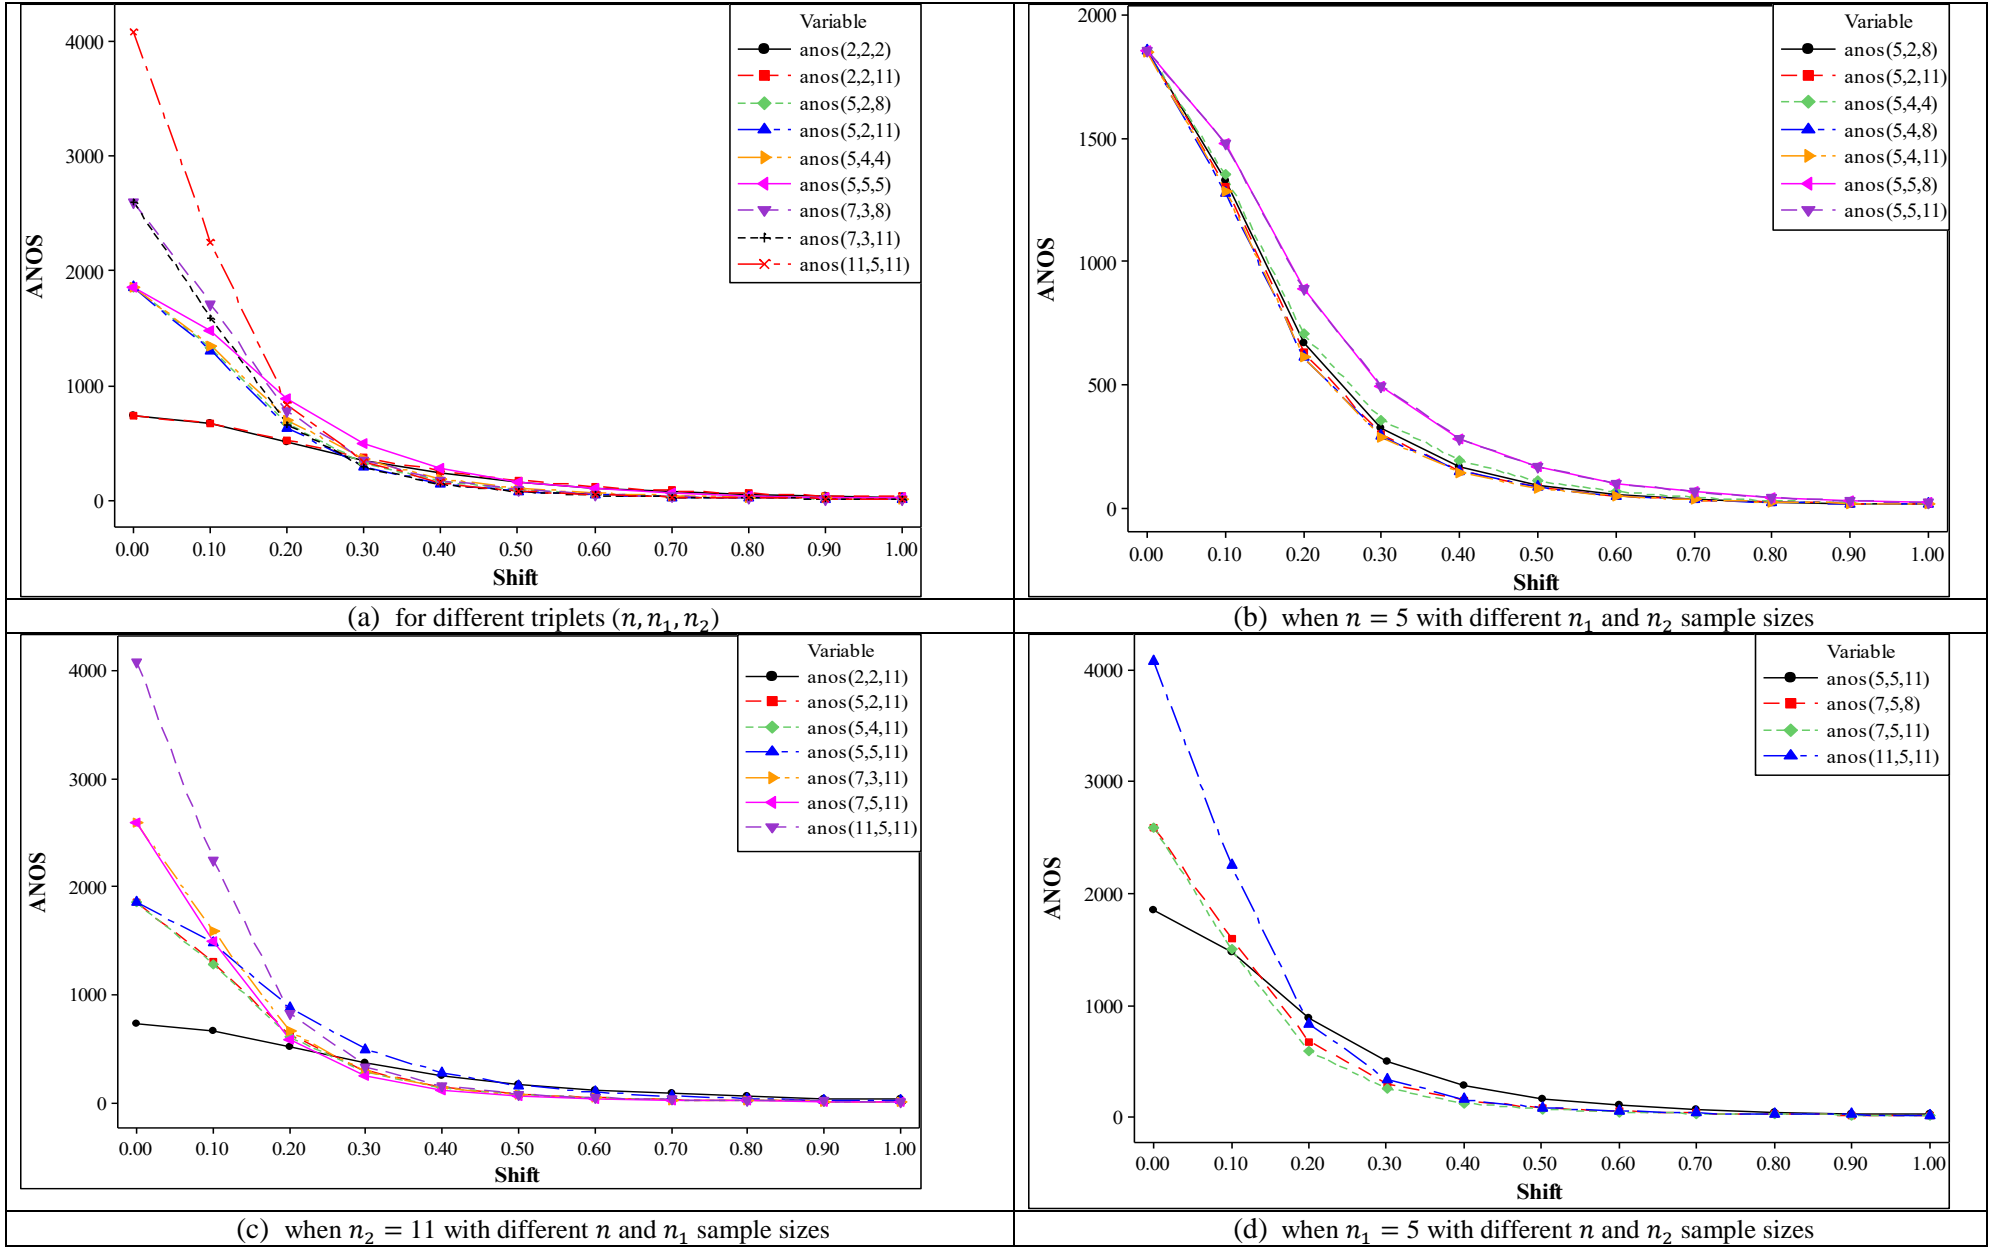 Variable
anos(2,2,2)
anos(2,2,11)
anos(5,2,8)
anos(5,2,11)
anos(5,4,4)
anos(5,5,5)
anos(7,3,8)
anos(7,3,11)
anos(11,5,11)
4000
3000
2000
1000
0
ANOS
0.00 0.10 0.20 0.30 0.40 0.50 0.60 0.70 0.80 0.90 1.00
Shift
(a) for different triplets (n, n₁, n₂)
Variable
anos(5,2,8)
anos(5,2,11)
anos(5,4,4)
anos(5,4,8)
anos(5,4,11)
anos(5,5,8)
anos(5,5,11)
2000
1500
1000
500
0
ANOS
0.00 0.10 0.20 0.30 0.40 0.50 0.60 0.70 0.80 0.90 1.00
Shift
(b) when n = 5 with different n₁ and n₂ sample sizes
Variable
anos(2,2,11)
anos(5,2,11)
anos(5,4,11)
anos(5,5,11)
anos(7,3,11)
anos(7,5,11)
anos(11,5,11)
4000
3000
2000
1000
0
ANOS
0.00 0.10 0.20 0.30 0.40 0.50 0.60 0.70 0.80 0.90 1.00
Shift
(c) when n₂ = 11 with different n and n₁ sample sizes
Variable
anos(5,5,11)
anos(7,5,8)
anos(7,5,11)
anos(11,5,11)
4000
3000
2000
1000
0
ANOS
0.00 0.10 0.20 0.30 0.40 0.50 0.60 0.70 0.80 0.90 1.00
Shift
(d) when n₁ = 5 with different n and n₂ sample sizes